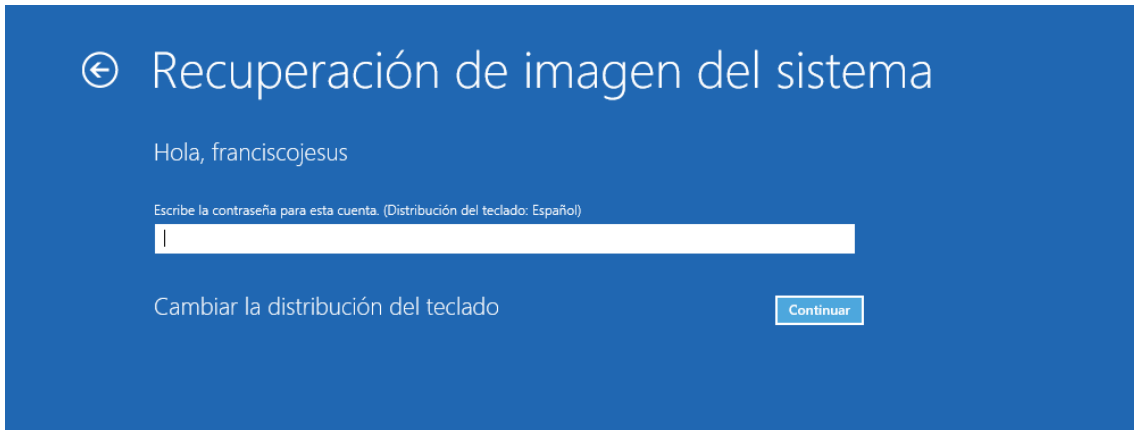 Recuperación de imagen del sistema
Hola, franciscojesus
Escribe la contraseña para esta cuenta. (Distribución del teclado: Español)
Cambiar la distribución del teclado
Continuar